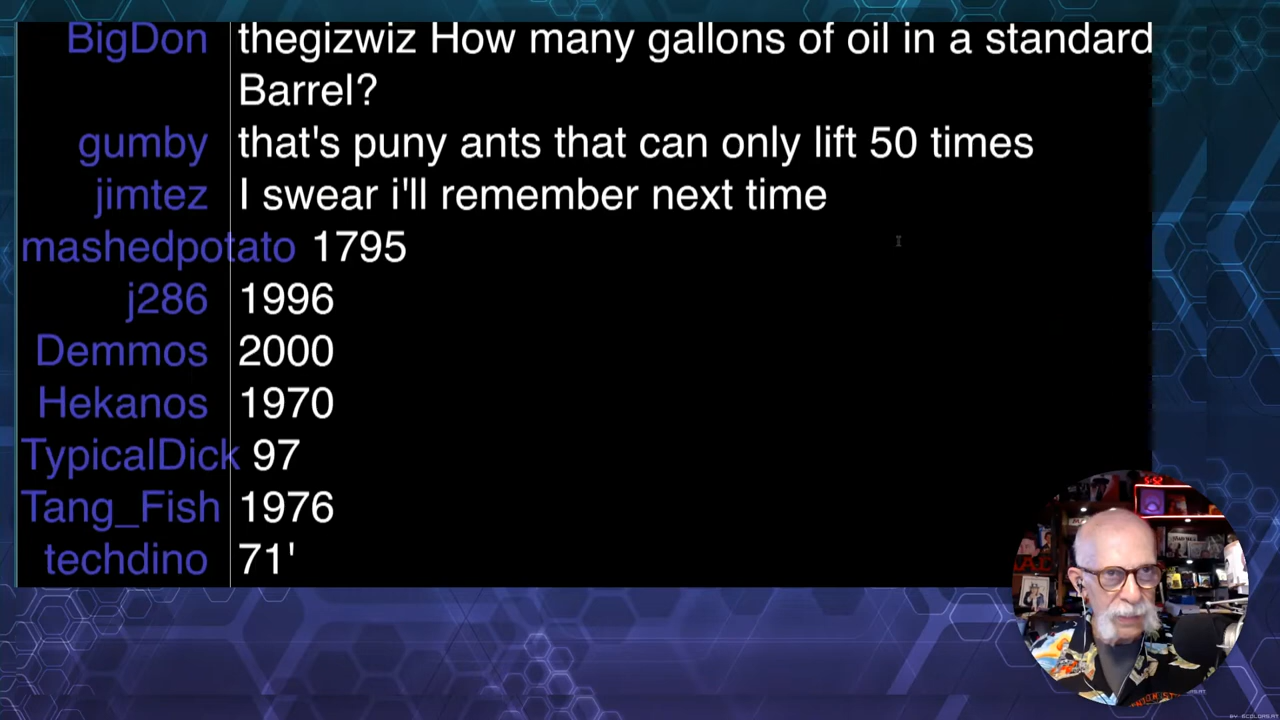 BigDon thegizwiz How many gallons of oil in a standard
Barrel?
gumby that's puny ants that can only lift 50 times
jimtez I swear i'll remember next time
mashedpotato 1795
j286 1996
Demmos 2000
Hekanos 1970
TypicalDick 97
Tang_Fish 1976
techdino 71'